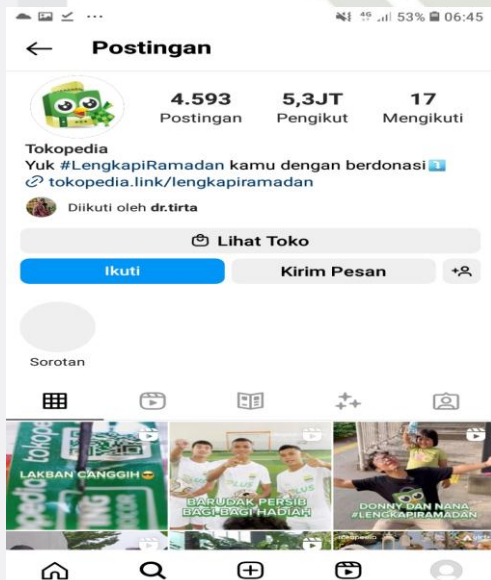 4G 53% 06:45
Postingan
4.593 5,3JT 17
Postingan Pengikut Mengikuti
Tokopedia
Yuk #LengkapiRamadan kamu dengan berdonasi
tokopedia.link/lengkapiramadan
Diikuti oleh dr.tirta
Lihat Toko
Ikuti Kirim Pesan
Sorotan
LAKBAN CANGGIH
BARUDAK PERSIB
BAGI-BAGI HADIAH
DONNY DAN NANA
#LENGKAPIRAMADAN